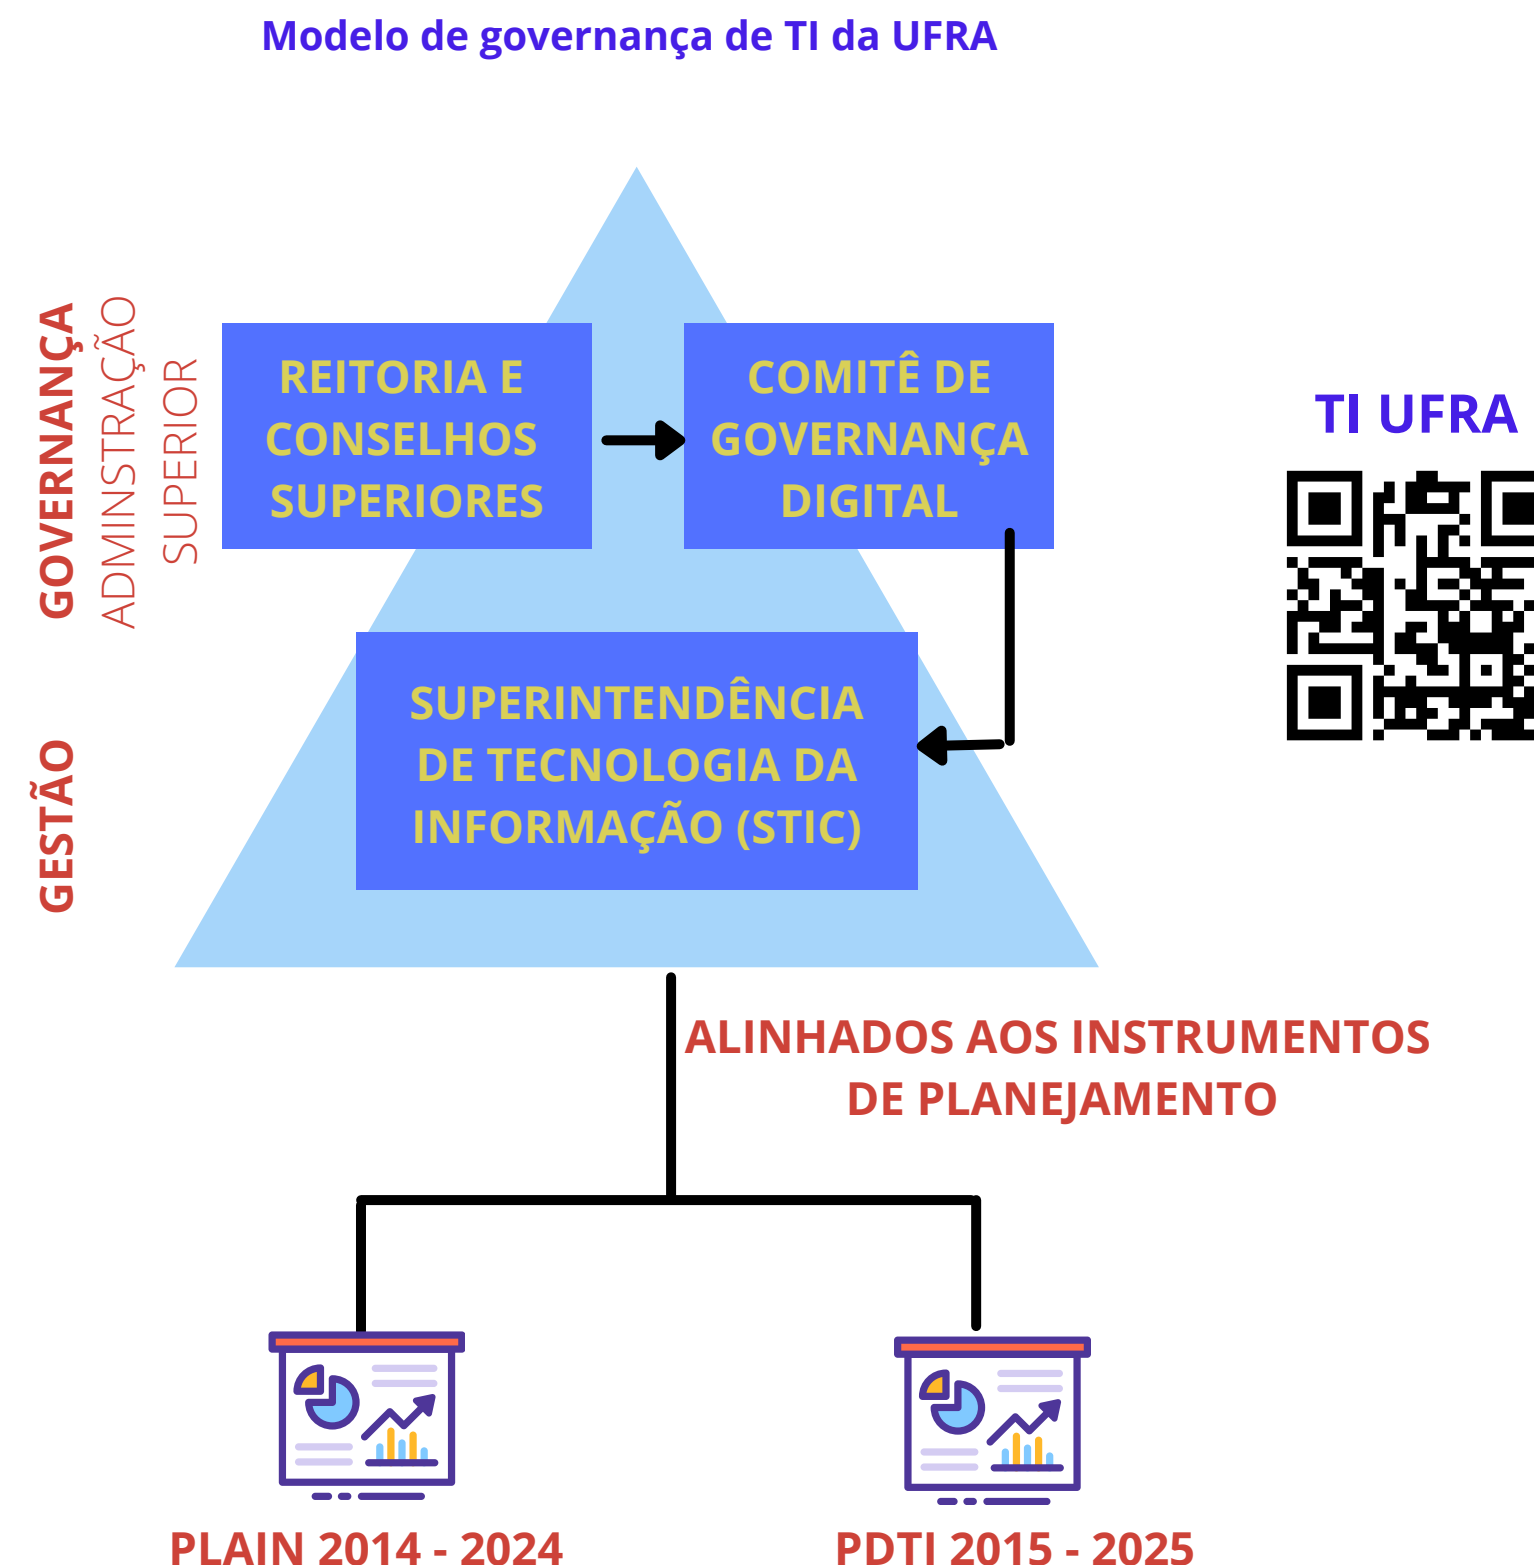 Modelo de governança de TI da UFRA
GOVERNANÇA
ADMINSTRAÇÃO
SUPERIOR
REITORIA E
CONSELHOS
SUPERIORES
COMITÊ DE
GOVERNANÇA
DIGITAL
TI UFRA
GESTÃO
SUPERINTENDÊNCIA
DE TECNOLOGIA DA
INFORMAÇÃO (STIC)
ALINHADOS AOS INSTRUMENTOS
DE PLANEJAMENTO
PLAIN 2014 - 2024
PDTI 2015 - 2025